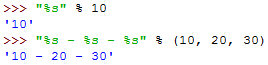 >>> "%s" % 10
'10'
>>> "%s - %s - %s" % (10, 20, 30)
'10 - 20 - 30'